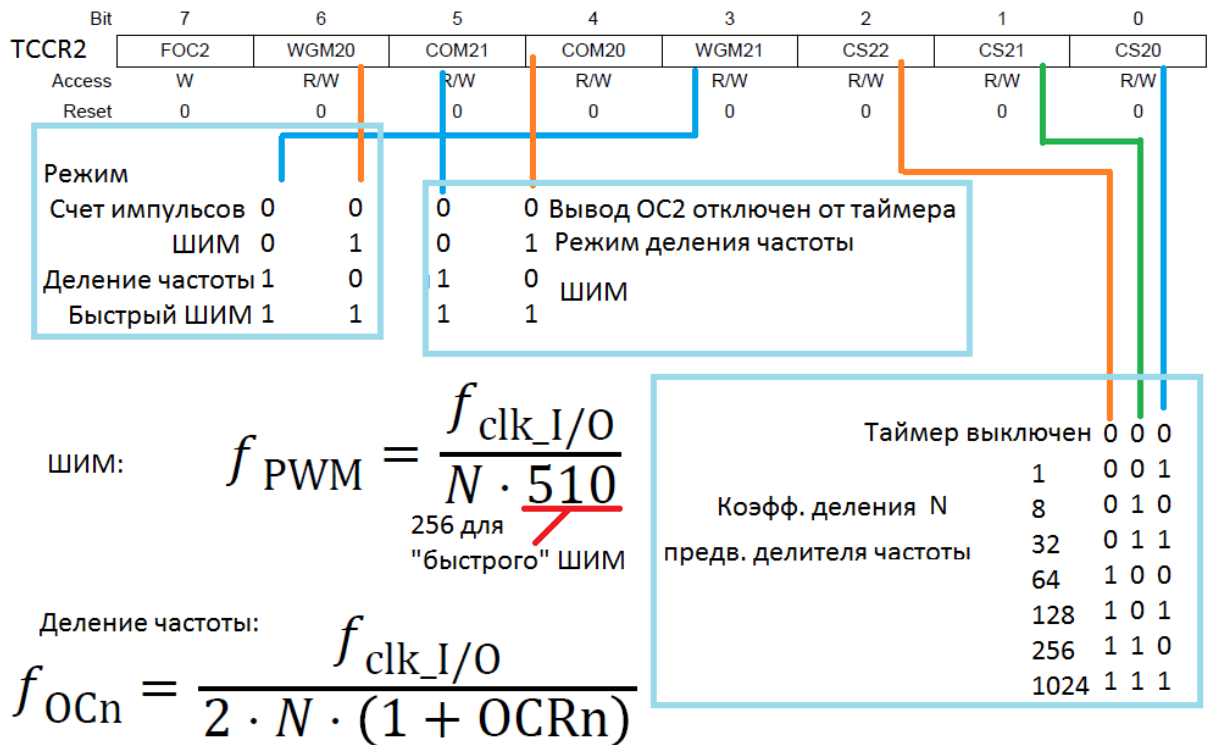 Bit 7 6 5 4 3 2 1 0
TCCR2 FOC2 WGM20 COM21 COM20 WGM21 CS22 CS21 CS20
Access W R/W R/W R/W R/W R/W R/W R/W
Reset 0 0 0 0 0 0 0 0
Режим
Счет импульсов 0 0
ШИМ 0 1
Деление частоты 1 0
Быстрый ШИМ 1 1
0 0 Вывод OC2 отключен от таймера
0 1 Режим деления частоты
1 0
ШИМ
1 1
ШИМ: f PWM = f clk_I/O / N · 510
256 для
"быстрого" ШИМ
Деление частоты:
f OCn = f clk_I/O / 2 · N · (1 + OCRn)
Таймер выключен 0 0 0
1 0 0 1
Коэфф. деления N
8 0 1 0
предв. делителя частоты
32 0 1 1
64 1 0 0
128 1 0 1
256 1 1 0
1024 1 1 1